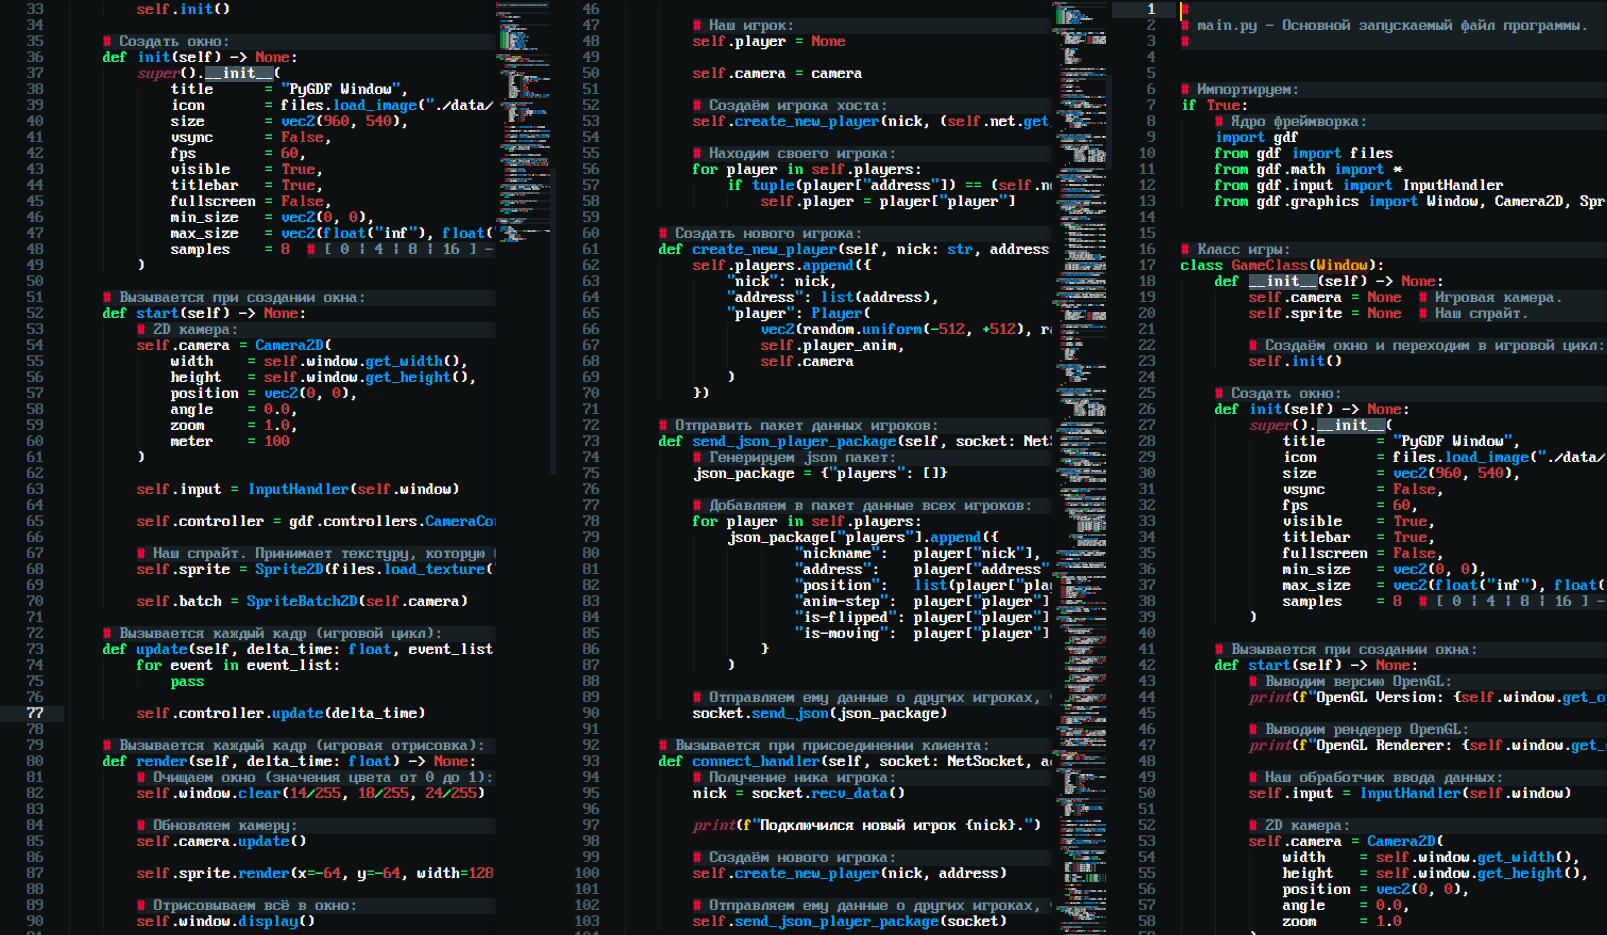 33 self.init()
34
35 # Создать окно:
36 def init(self) -> None:
37 super().__init__(
38 title = "PyGDF Window",
39 icon = files.load_image("./data/
40 size = vec2(960, 540),
41 vsync = False,
42 fps = 60,
43 visible = True,
44 titlebar = True,
45 fullscreen = False,
46 min_size = vec2(0, 0),
47 max_size = vec2(float("inf"), float(
48 samples = 8 # [ 0 | 4 | 8 | 16 ] -
49 )
50
51 # Вызывается при создании окна:
52 def start(self) -> None:
53 # 2D камера:
54 self.camera = Camera2D(
55 width = self.window.get_width(),
56 height = self.window.get_height(),
57 position = vec2(0, 0),
58 angle = 0.0,
59 zoom = 1.0,
60 meter = 100
61 )
62
63 self.input = InputHandler(self.window)
64
65 self.controller = gdf.controllers.CameraCo
66
67 # Наш спрайт. Принимает текстуру, которую
68 self.sprite = Sprite2D(files.load_texture(
69
70 self.batch = SpriteBatch2D(self.camera)
71
72 # Вызывается каждый кадр (игровой цикл):
73 def update(self, delta_time: float, event_list
74 for event in event_list:
75 pass
76
77 self.controller.update(delta_time)
78
79 # Вызывается каждый кадр (игровая отрисовка):
80 def render(self, delta_time: float) -> None:
81 # Очищаем окно (значения цвета от 0 до 1):
82 self.window.clear(14/255, 18/255, 24/255)
83
84 # Обновляем камеру:
85 self.camera.update()
86
87 self.sprite.render(x=-64, y=-64, width=128
88
89 # Отрисовываем всё в окно:
90 self.window.display()
46
47 # Наш игрок:
48 self.player = None
49
50 self.camera = camera
51
52 # Создаём игрока хоста:
53 self.create_new_player(nick, (self.net.get_
54
55 # Находим своего игрока:
56 for player in self.players:
57 if tuple(player["address"]) == (self.ne
58 self.player = player["player"]
59
60 # Создать нового игрока:
61 def create_new_player(self, nick: str, address
62 self.players.append({
63 "nick": nick,
64 "address": list(address),
65 "player": Player(
66 vec2(random.uniform(-512, +512), ra
67 self.player_anim,
68 self.camera
69 )
70 })
71
72 # Отправить пакет данных игроков:
73 def send_json_player_package(self, socket: NetS
74 # Генерируем json пакет:
75 json_package = {"players": []}
76
77 # Добавляем в пакет данные всех игроков:
78 for player in self.players:
79 json_package["players"].append({
80 "nickname": player["nick"],
81 "address": player["address"
82 "position": list(player["pla
83 "anim-step": player["player"]
84 "is-flipped": player["player"]
85 "is-moving": player["player"]
86 }
87 )
88
89 # Отправляем ему данные о других игроках,
90 socket.send_json(json_package)
91
92 # Вызывается при присоединении клиента:
93 def connect_handler(self, socket: NetSocket, a
94 # Получение ника игрока:
95 nick = socket.recv_data()
96
97 print(f"Подключился новый игрок {nick}.")
98
99 # Создаём нового игрока:
100 self.create_new_player(nick, address)
101
102 # Отправляем ему данные о других игроках,
103 self.send_json_player_package(socket)
1 #
2 # main.py - Основной запускаемый файл программы.
3 #
4
5
6 # Импортируем:
7 if True:
8 # Ядро фреймворка:
9 import gdf
10 from gdf import files
11 from gdf.math import *
12 from gdf.input import InputHandler
13 from gdf.graphics import Window, Camera2D, Spr
14
15
16 # Класс игры:
17 class GameClass(Window):
18 def __init__(self) -> None:
19 self.camera = None # Игровая камера.
20 self.sprite = None # Наш спрайт.
21
22 # Создаём окно и переходим в игровой цикл:
23 self.init()
24
25 # Создать окно:
26 def init(self) -> None:
27 super().__init__(
28 title = "PyGDF Window",
29 icon = files.load_image("./data/
30 size = vec2(960, 540),
31 vsync = False,
32 fps = 60,
33 visible = True,
34 titlebar = True,
35 fullscreen = False,
36 min_size = vec2(0, 0),
37 max_size = vec2(float("inf"), float(
38 samples = 8 # [ 0 | 4 | 8 | 16 ] -
39 )
40
41 # Вызывается при создании окна:
42 def start(self) -> None:
43 # Выводим версию OpenGL:
44 print(f"OpenGL Version: {self.window.get_o
45
46 # Выводим рендерер OpenGL:
47 print(f"OpenGL Renderer: {self.window.get_
48
49 # Наш обработчик ввода данных:
50 self.input = InputHandler(self.window)
51
52 # 2D камера:
53 self.camera = Camera2D(
54 width = self.window.get_width(),
55 height = self.window.get_height(),
56 position = vec2(0, 0),
57 angle = 0.0,
58 zoom = 1.0